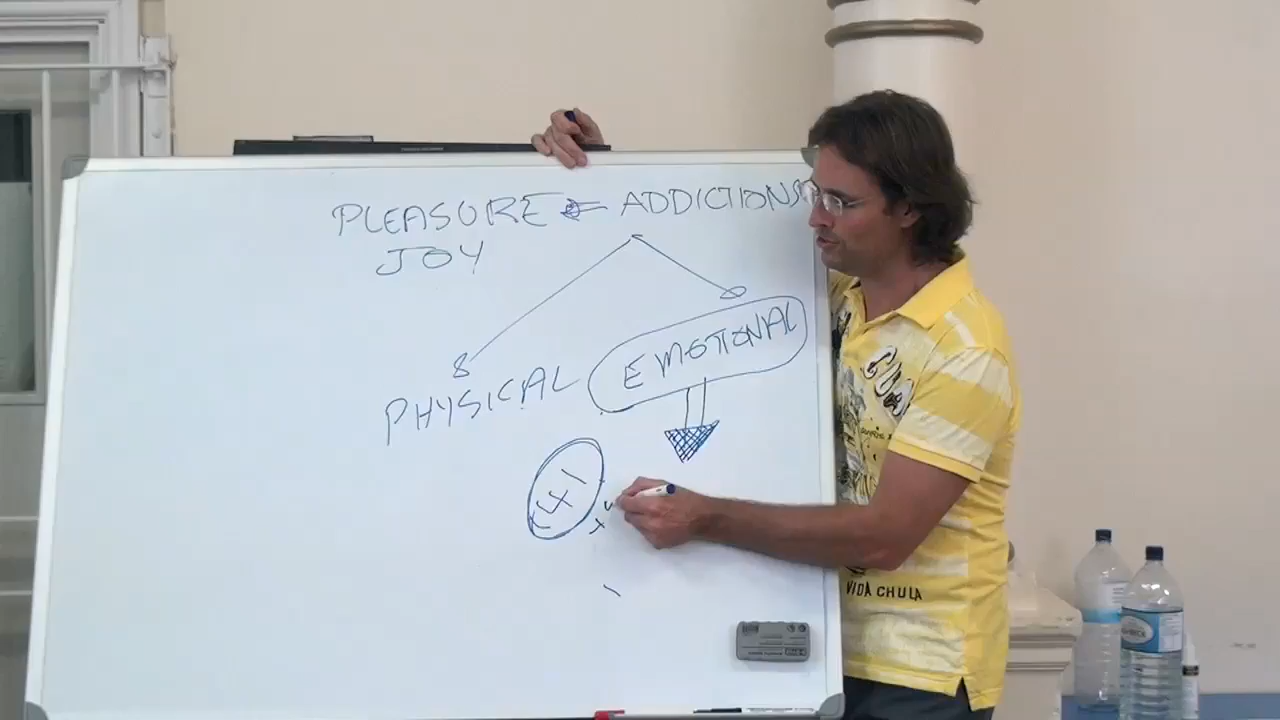 PLEASURE = ADDICTIONS
JOY
PHYSICAL
EMOTIONAL
VIDA CHULA